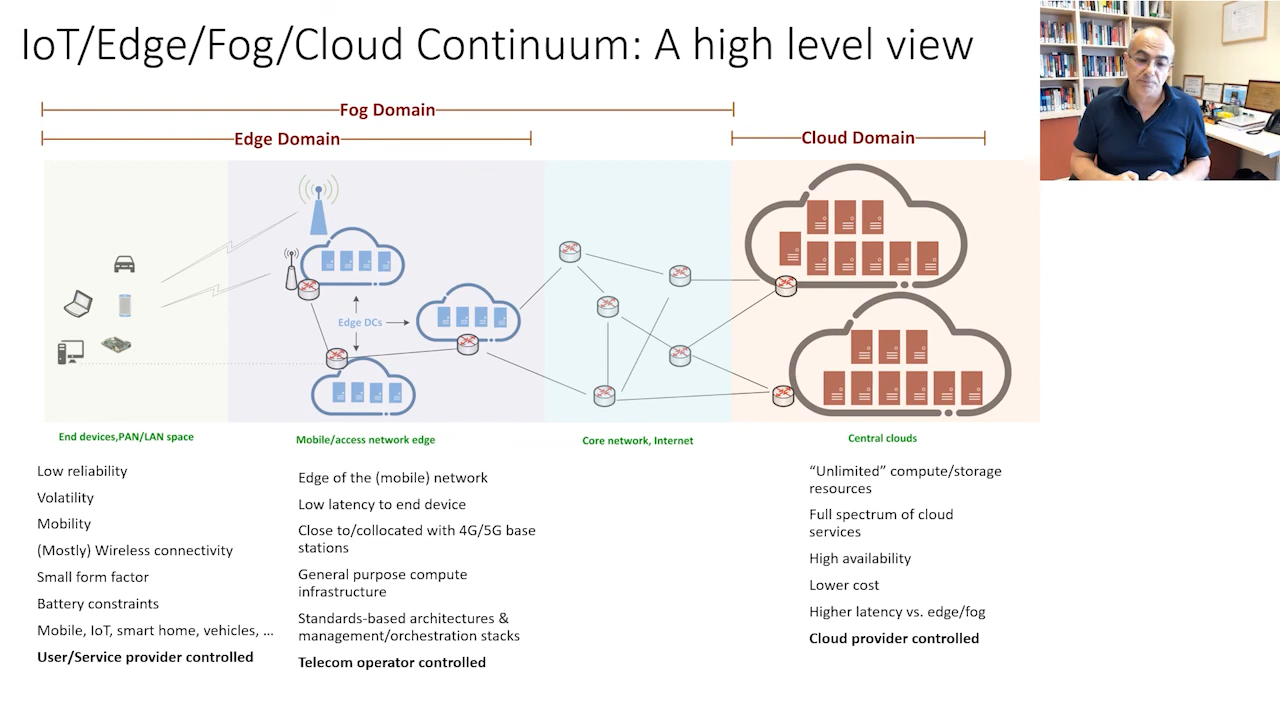 IoT/Edge/Fog/Cloud Continuum: A high level view
Fog Domain
Edge Domain
Cloud Domain
Edge DCs
End devices,PAN/LAN space
Mobile/access network edge
Core network, Internet
Central clouds
Low reliability
Volatility
Mobility
(Mostly) Wireless connectivity
Small form factor
Battery constraints
Mobile, IoT, smart home, vehicles, …
User/Service provider controlled
Edge of the (mobile) network
Low latency to end device
Close to/collocated with 4G/5G base
stations
General purpose compute
infrastructure
Standards-based architectures &
management/orchestration stacks
Telecom operator controlled
“Unlimited” compute/storage
resources
Full spectrum of cloud
services
High availability
Lower cost
Higher latency vs. edge/fog
Cloud provider controlled